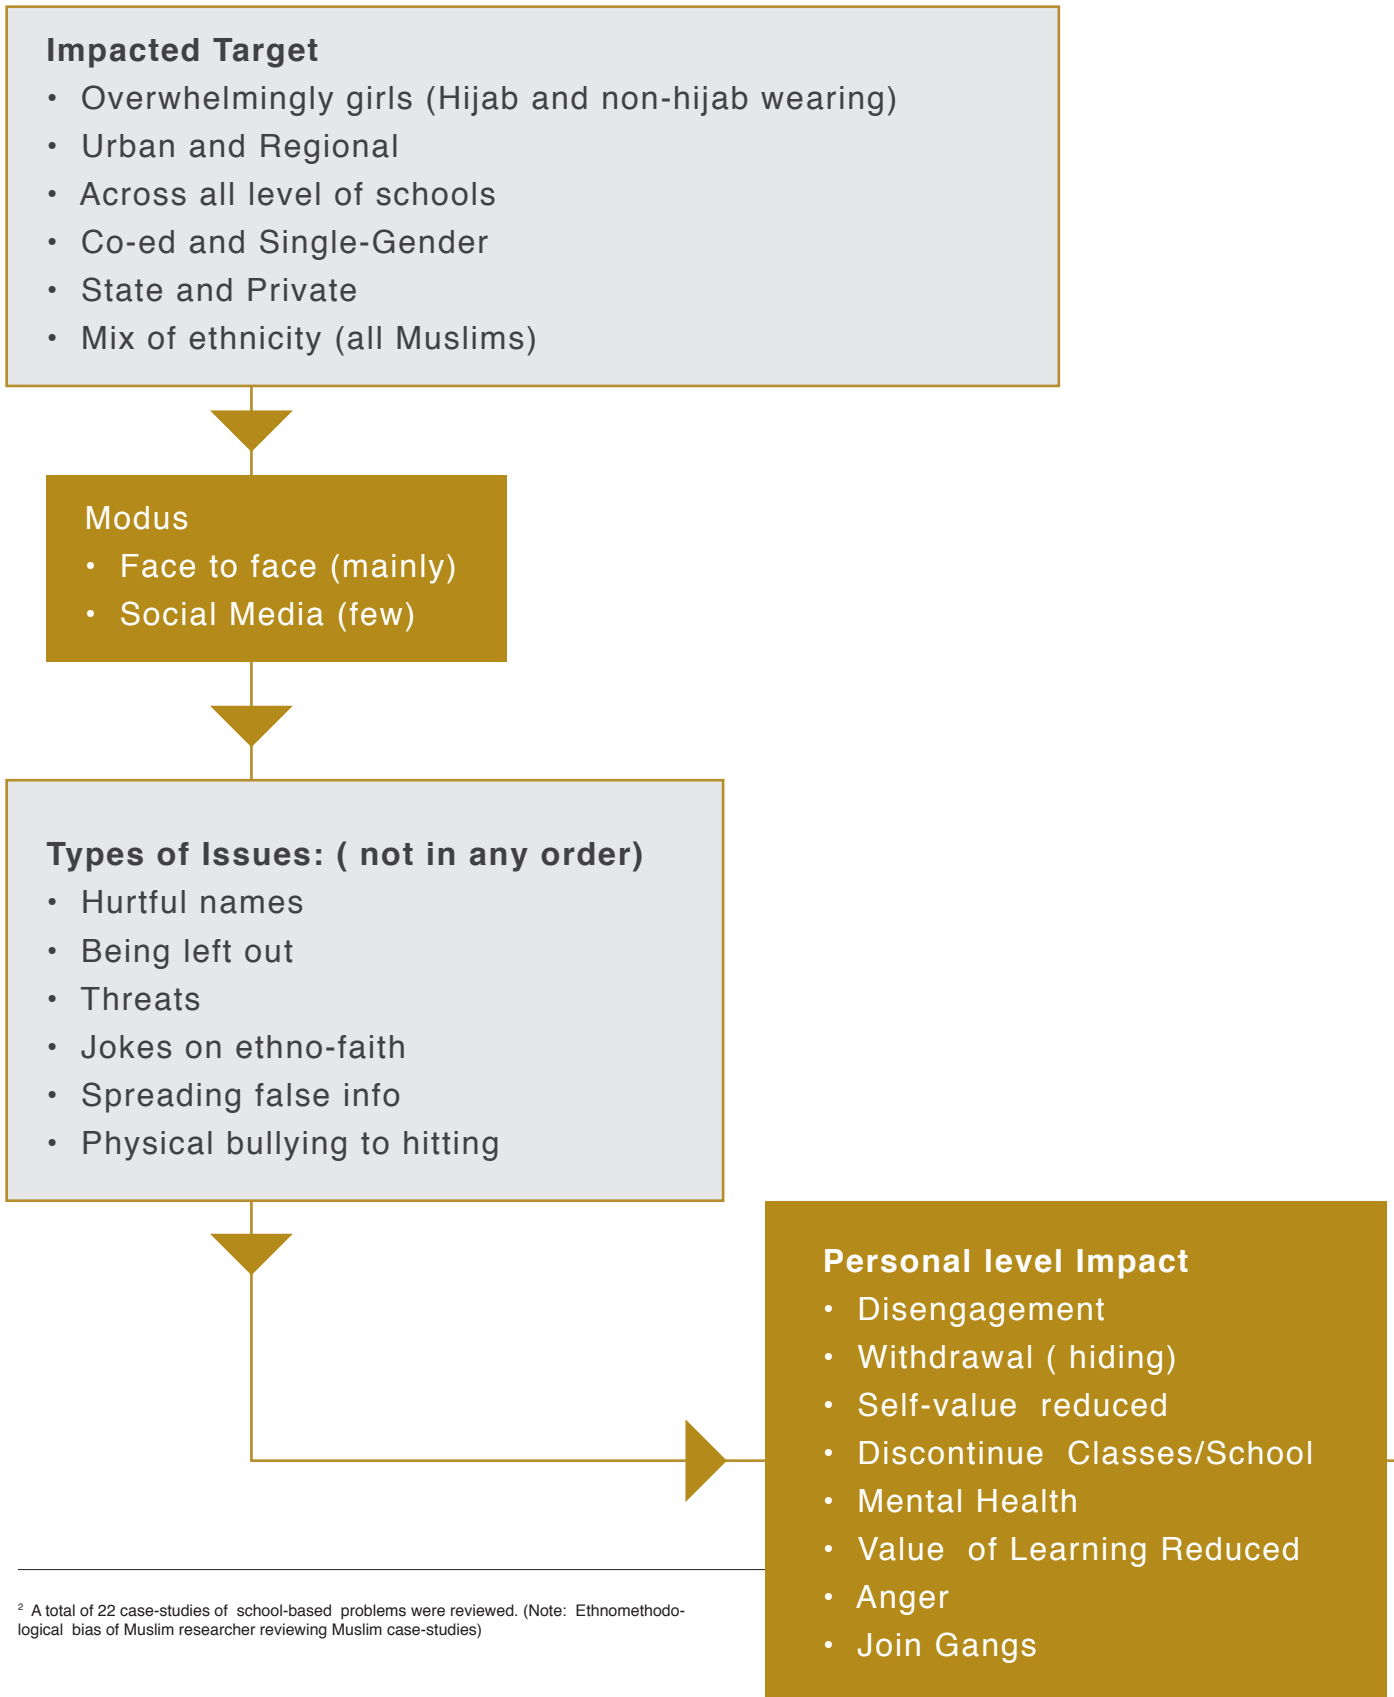 Impacted Target
• Overwhelmingly girls (Hijab and non-hijab wearing)
• Urban and Regional
• Across all level of schools
• Co-ed and Single-Gender
• State and Private
• Mix of ethnicity (all Muslims)
Modus
• Face to face (mainly)
• Social Media (few)
Types of Issues: ( not in any order)
• Hurtful names
• Being left out
• Threats
• Jokes on ethno-faith
• Spreading false info
• Physical bullying to hitting
Personal level Impact
• Disengagement
• Withdrawal ( hiding)
• Self-value  reduced
• Discontinue  Classes/School
• Mental Health
• Value  of Learning Reduced
• Anger
• Join Gangs
2 A total of 22 case-studies of  school-based  problems were reviewed. (Note:  Ethnomethodo-
logical  bias of Muslim researcher reviewing Muslim case-studies)